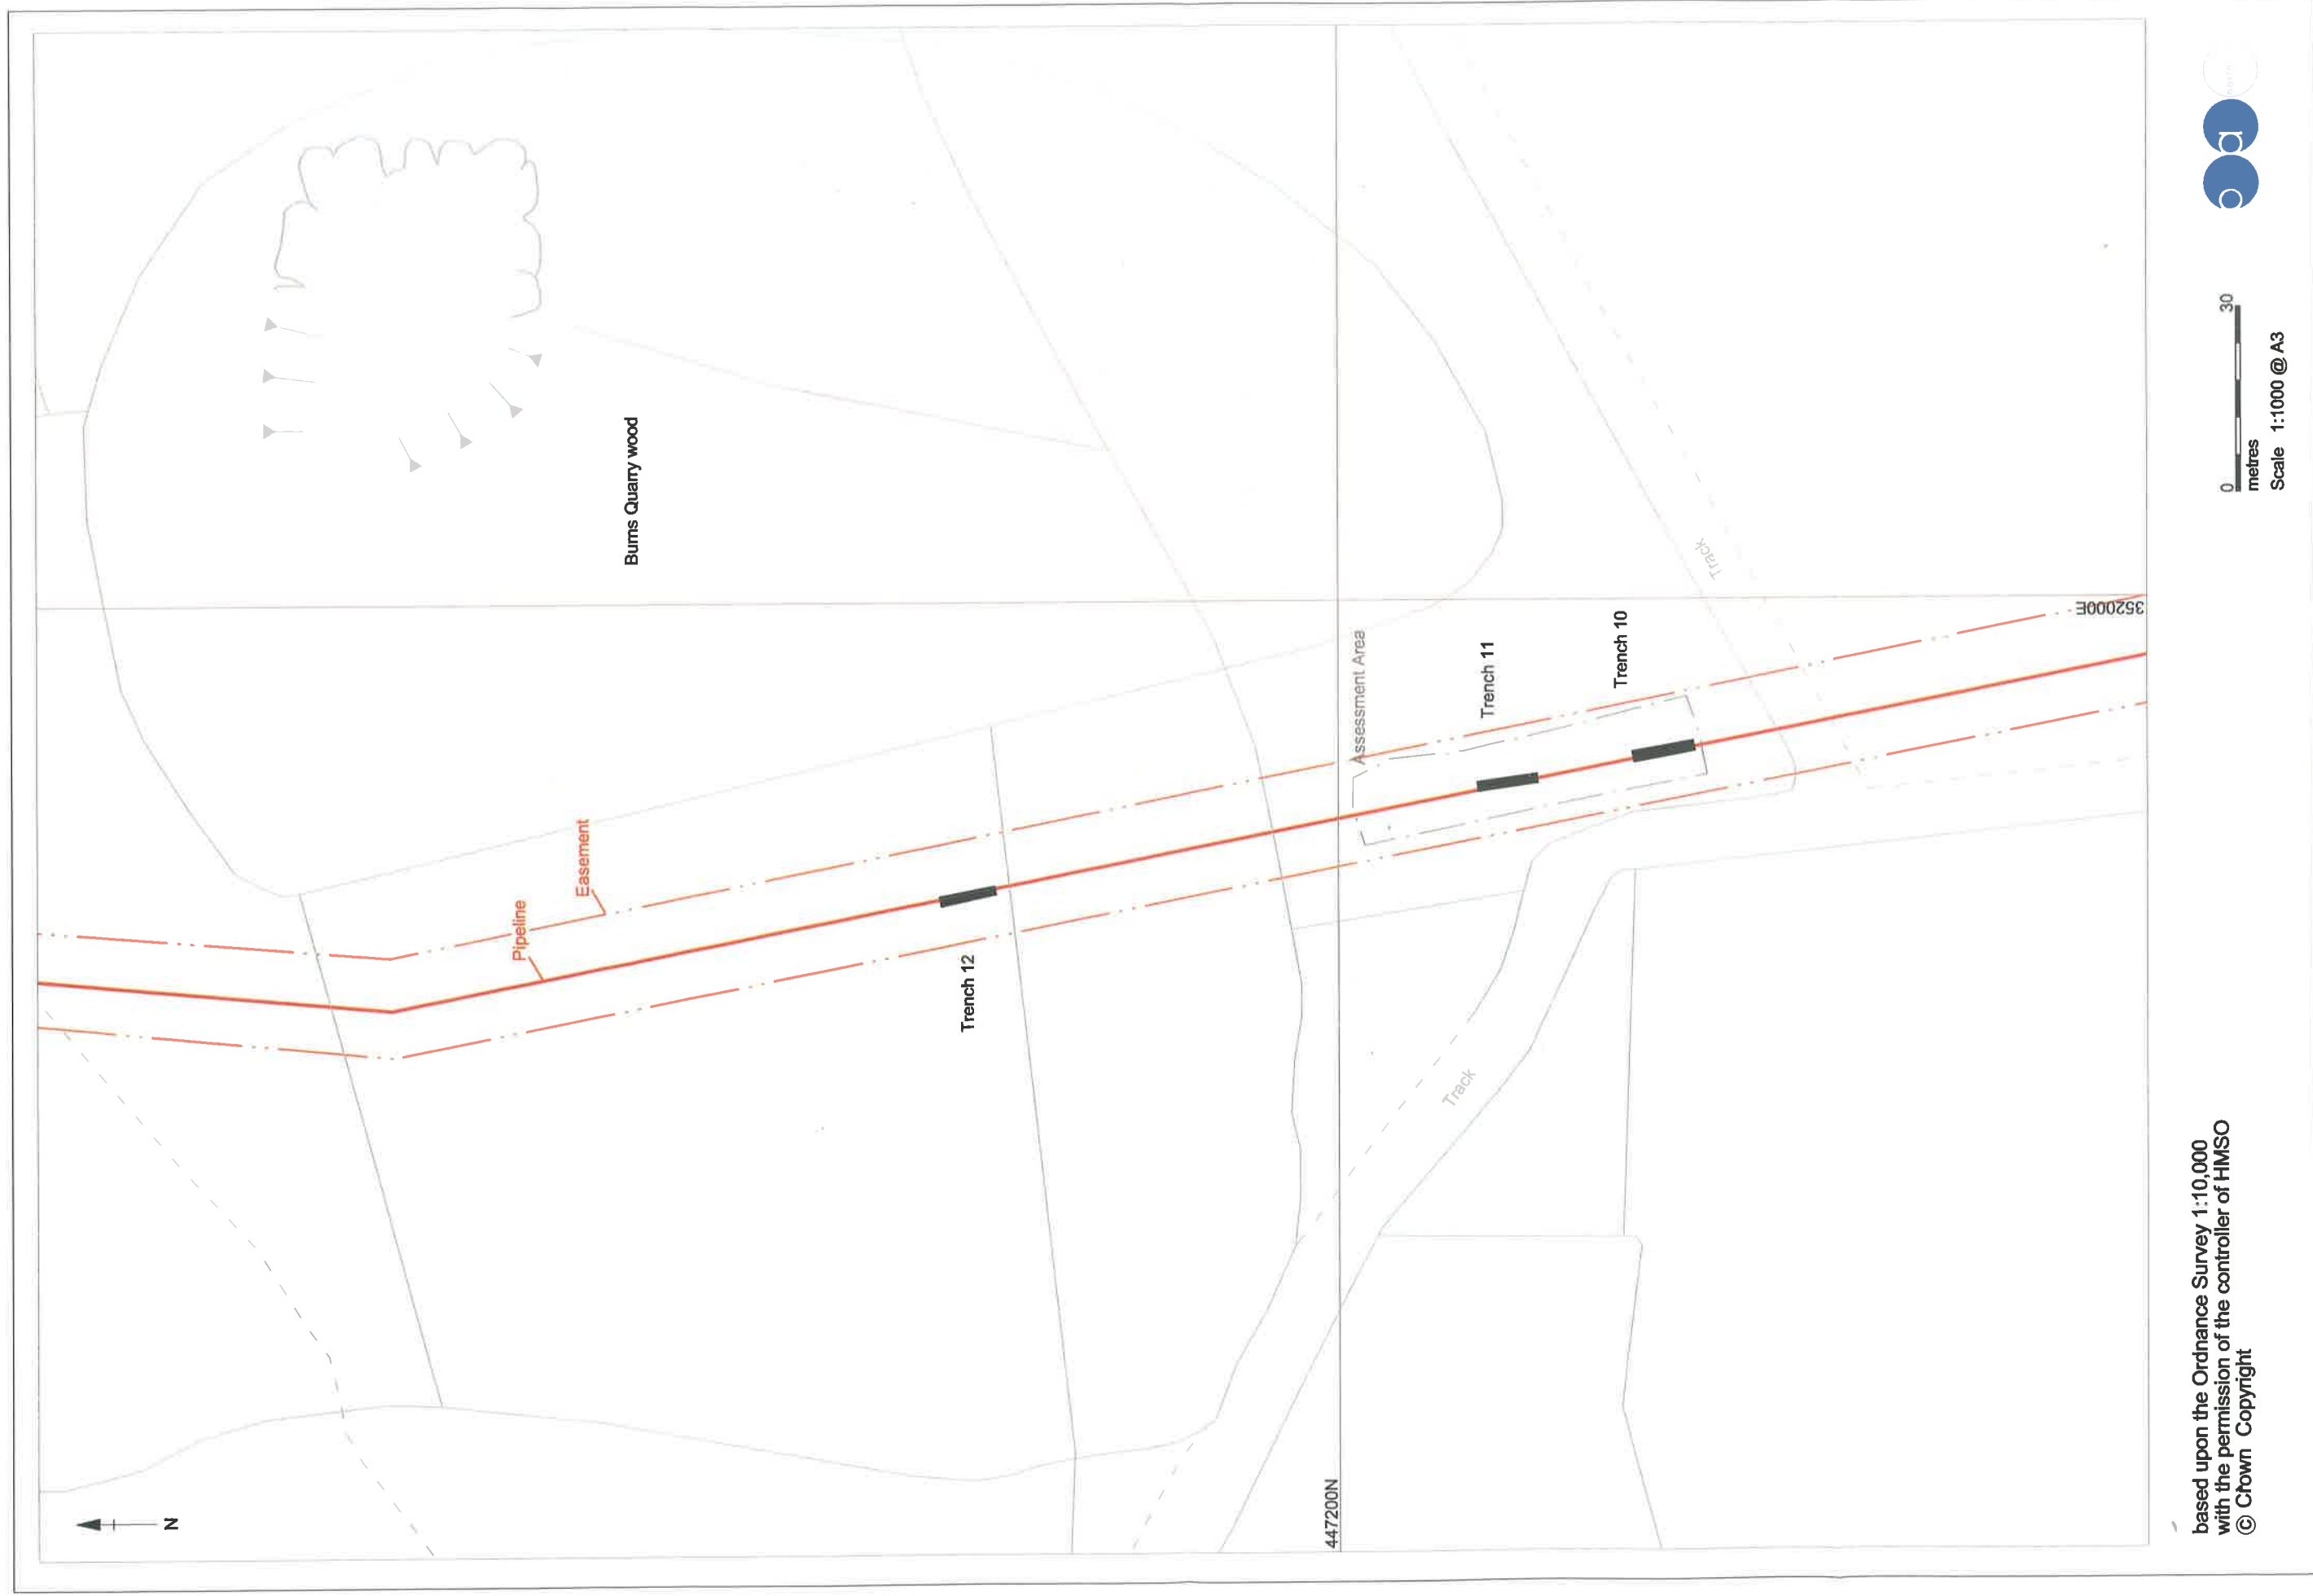 Burns Quarry wood
Easement
Pipeline
Trench 12
Assessment Area
Trench 11
Trench 10
Track
Track
352000E
447200N
N
0 30
metres
Scale 1:1000 @ A3
based upon the Ordnance Survey 1:10,000
with the permission of the controller of HMSO
© Crown Copyright